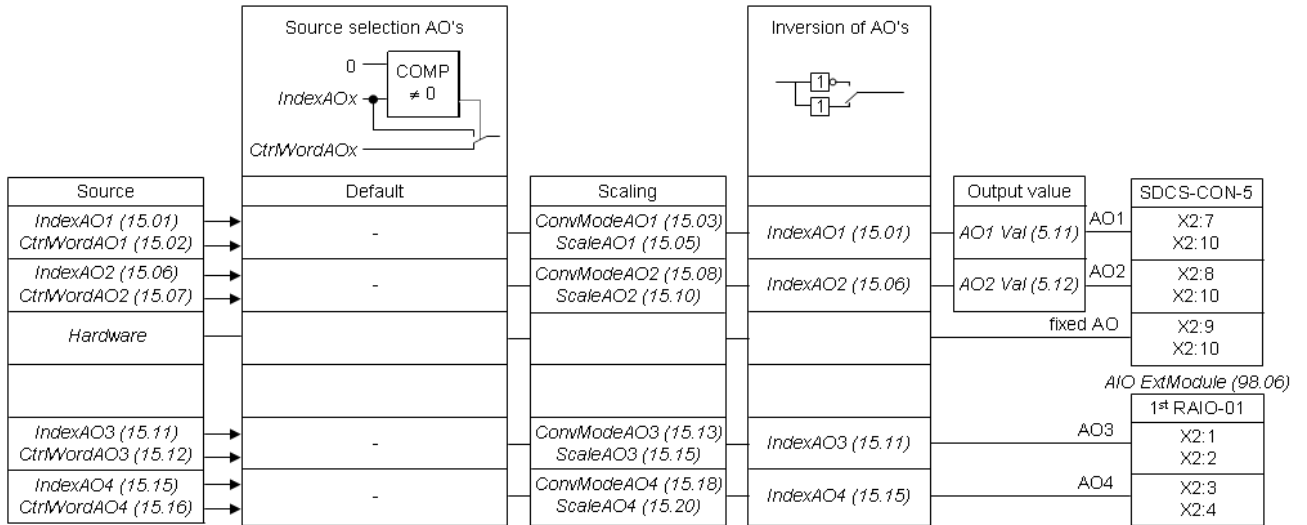 Source selection AO's
0
COMP
≠ 0
IndexAOx
CtrlWordAOx
Inversion of AO's
1
1
Source
Default
Scaling
Output value
SDCS-CON-5
IndexAO1 (15.01)
CtrlWordAO1 (15.02)
-
ConvModeAO1 (15.03)
ScaleAO1 (15.05)
IndexAO1 (15.01)
AO1 Val (5.11)
AO1
X2:7
X2:10
IndexAO2 (15.06)
CtrlWordAO2 (15.07)
-
ConvModeAO2 (15.08)
ScaleAO2 (15.10)
IndexAO2 (15.06)
AO2 Val (5.12)
AO2
X2:8
X2:10
Hardware
fixed AO
X2:9
X2:10
AIO ExtModule (98.06)
1st RAIO-01
IndexAO3 (15.11)
CtrlWordAO3 (15.12)
-
ConvModeAO3 (15.13)
ScaleAO3 (15.15)
IndexAO3 (15.11)
AO3
X2:1
X2:2
IndexAO4 (15.15)
CtrlWordAO4 (15.16)
-
ConvModeAO4 (15.18)
ScaleAO4 (15.20)
IndexAO4 (15.15)
AO4
X2:3
X2:4